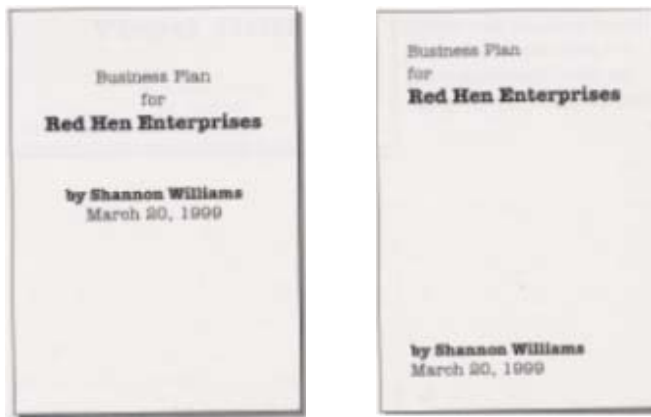 Business Plan
for
Red Hen Enterprises
by Shannon Williams
March 20, 1999
Business Plan
for
Red Hen Enterprises
by Shannon Williams
March 20, 1999